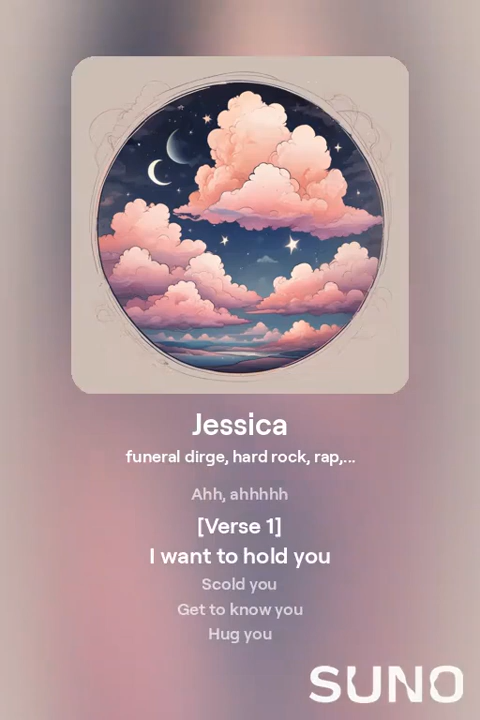 Jessica
funeral dirge, hard rock, rap,...
Ahh, ahhhhh
[Verse 1]
I want to hold you
Scold you
Get to know you
Hug you
SUNO